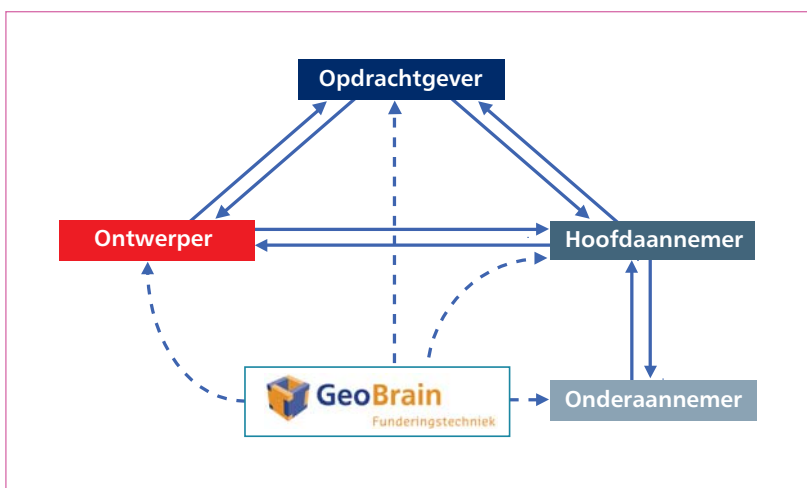 Opdrachtgever
Ontwerper
Hoofdaannemer
GeoBrain
Funderingstechniek
Onderaannemer